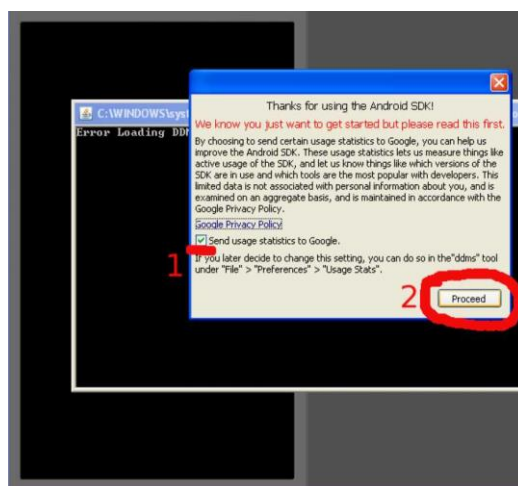 C:\WINDOWS\syst
Error Loading DDM
Thanks for using the Android SDK!
We know you just want to get started but please read this first.
By choosing to send certain usage statistics to Google, you can help us
improve the Android SDK. These usage statistics lets us measure things like
active usage of the SDK, and let us know things like which versions of the
SDK are in use and which tools are the most popular with developers. This
limited data is not associated with personal information about you, and is
examined on an aggregate basis, and is maintained in accordance with the
Google Privacy Policy.
Google Privacy Policy
Send usage statistics to Google.
1
If you later decide to change this setting, you can do so in the"ddms" tool
under "File" > "Preferences" > "Usage Stats".
2
Proceed